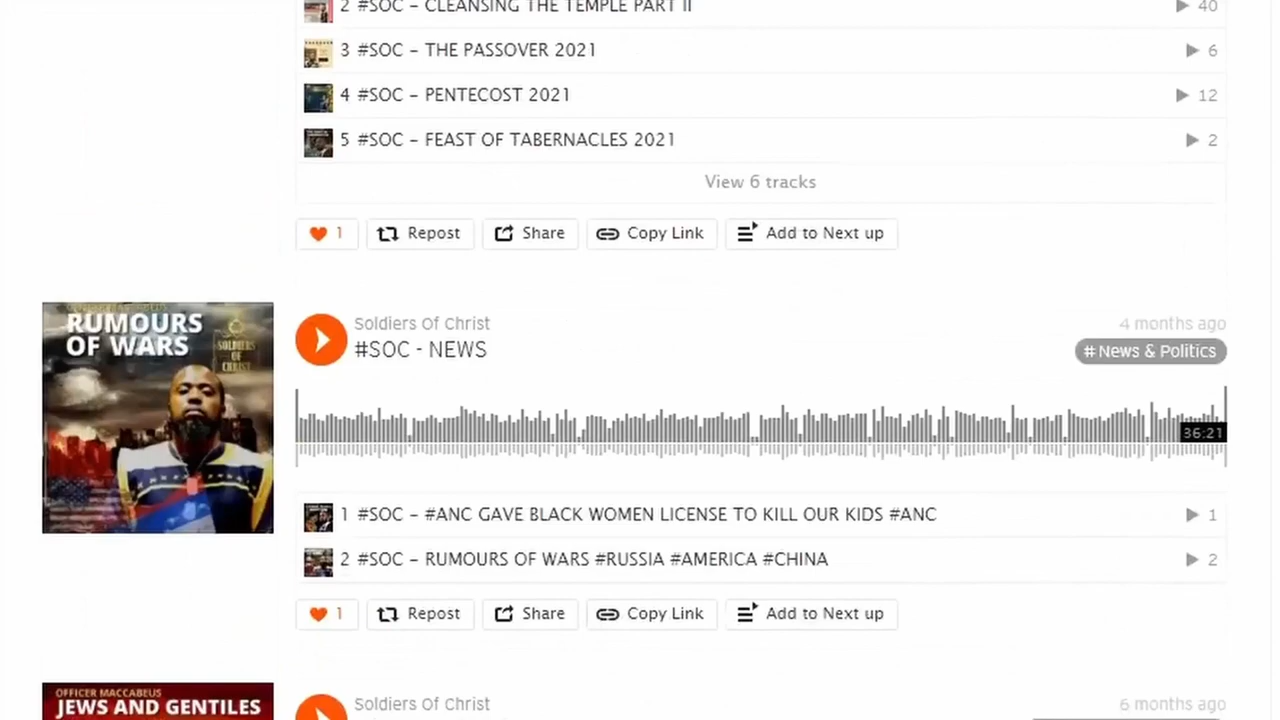 2 #SOC – CLEANSING THE TEMPLE PART II
40
3 #SOC – THE PASSOVER 2021
6
4 #SOC – PENTECOST 2021
12
5 #SOC – FEAST OF TABERNACLES 2021
2
View 6 tracks
1
Repost
Share
Copy Link
Add to Next up
RUMOURS
OF WARS
SOLDIERS
OF
CHRIST
Soldiers Of Christ
4 months ago
#SOC - NEWS
# News & Politics
36:21
1 #SOC – #ANC GAVE BLACK WOMEN LICENSE TO KILL OUR KIDS #ANC
1
2 #SOC – RUMOURS OF WARS #RUSSIA #AMERICA #CHINA
2
1
Repost
Share
Copy Link
Add to Next up
OFFICER MACCABEUS
JEWS AND GENTILES
Soldiers Of Christ
6 months ago